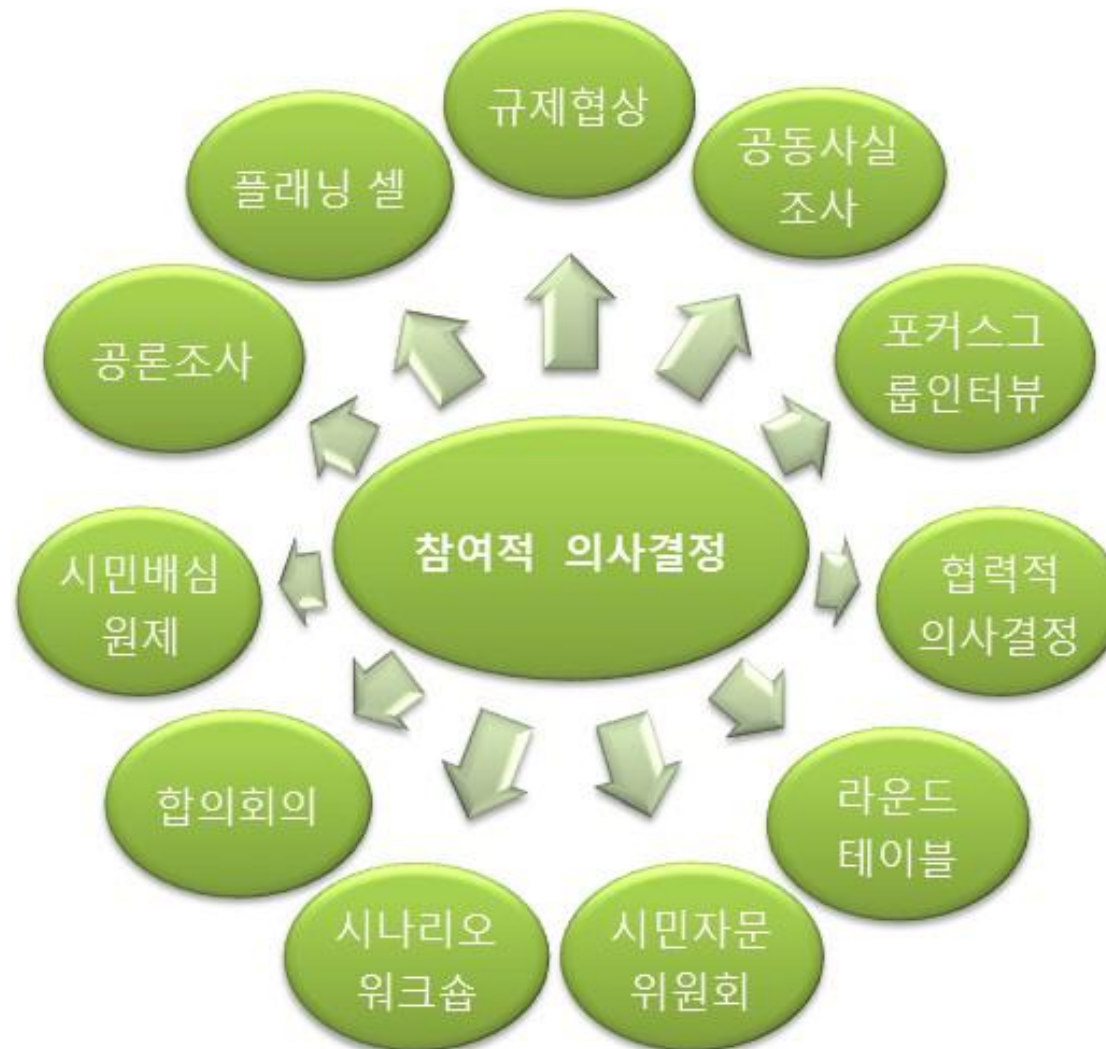 규제협상
공동사실
조사
포커스그
룹인터뷰
협력적
의사결정
라운드
테이블
시민자문
위원회
시나리오
워크숍
합의회의
시민배심
원제
공론조사
플래닝 셀
참여적 의사결정